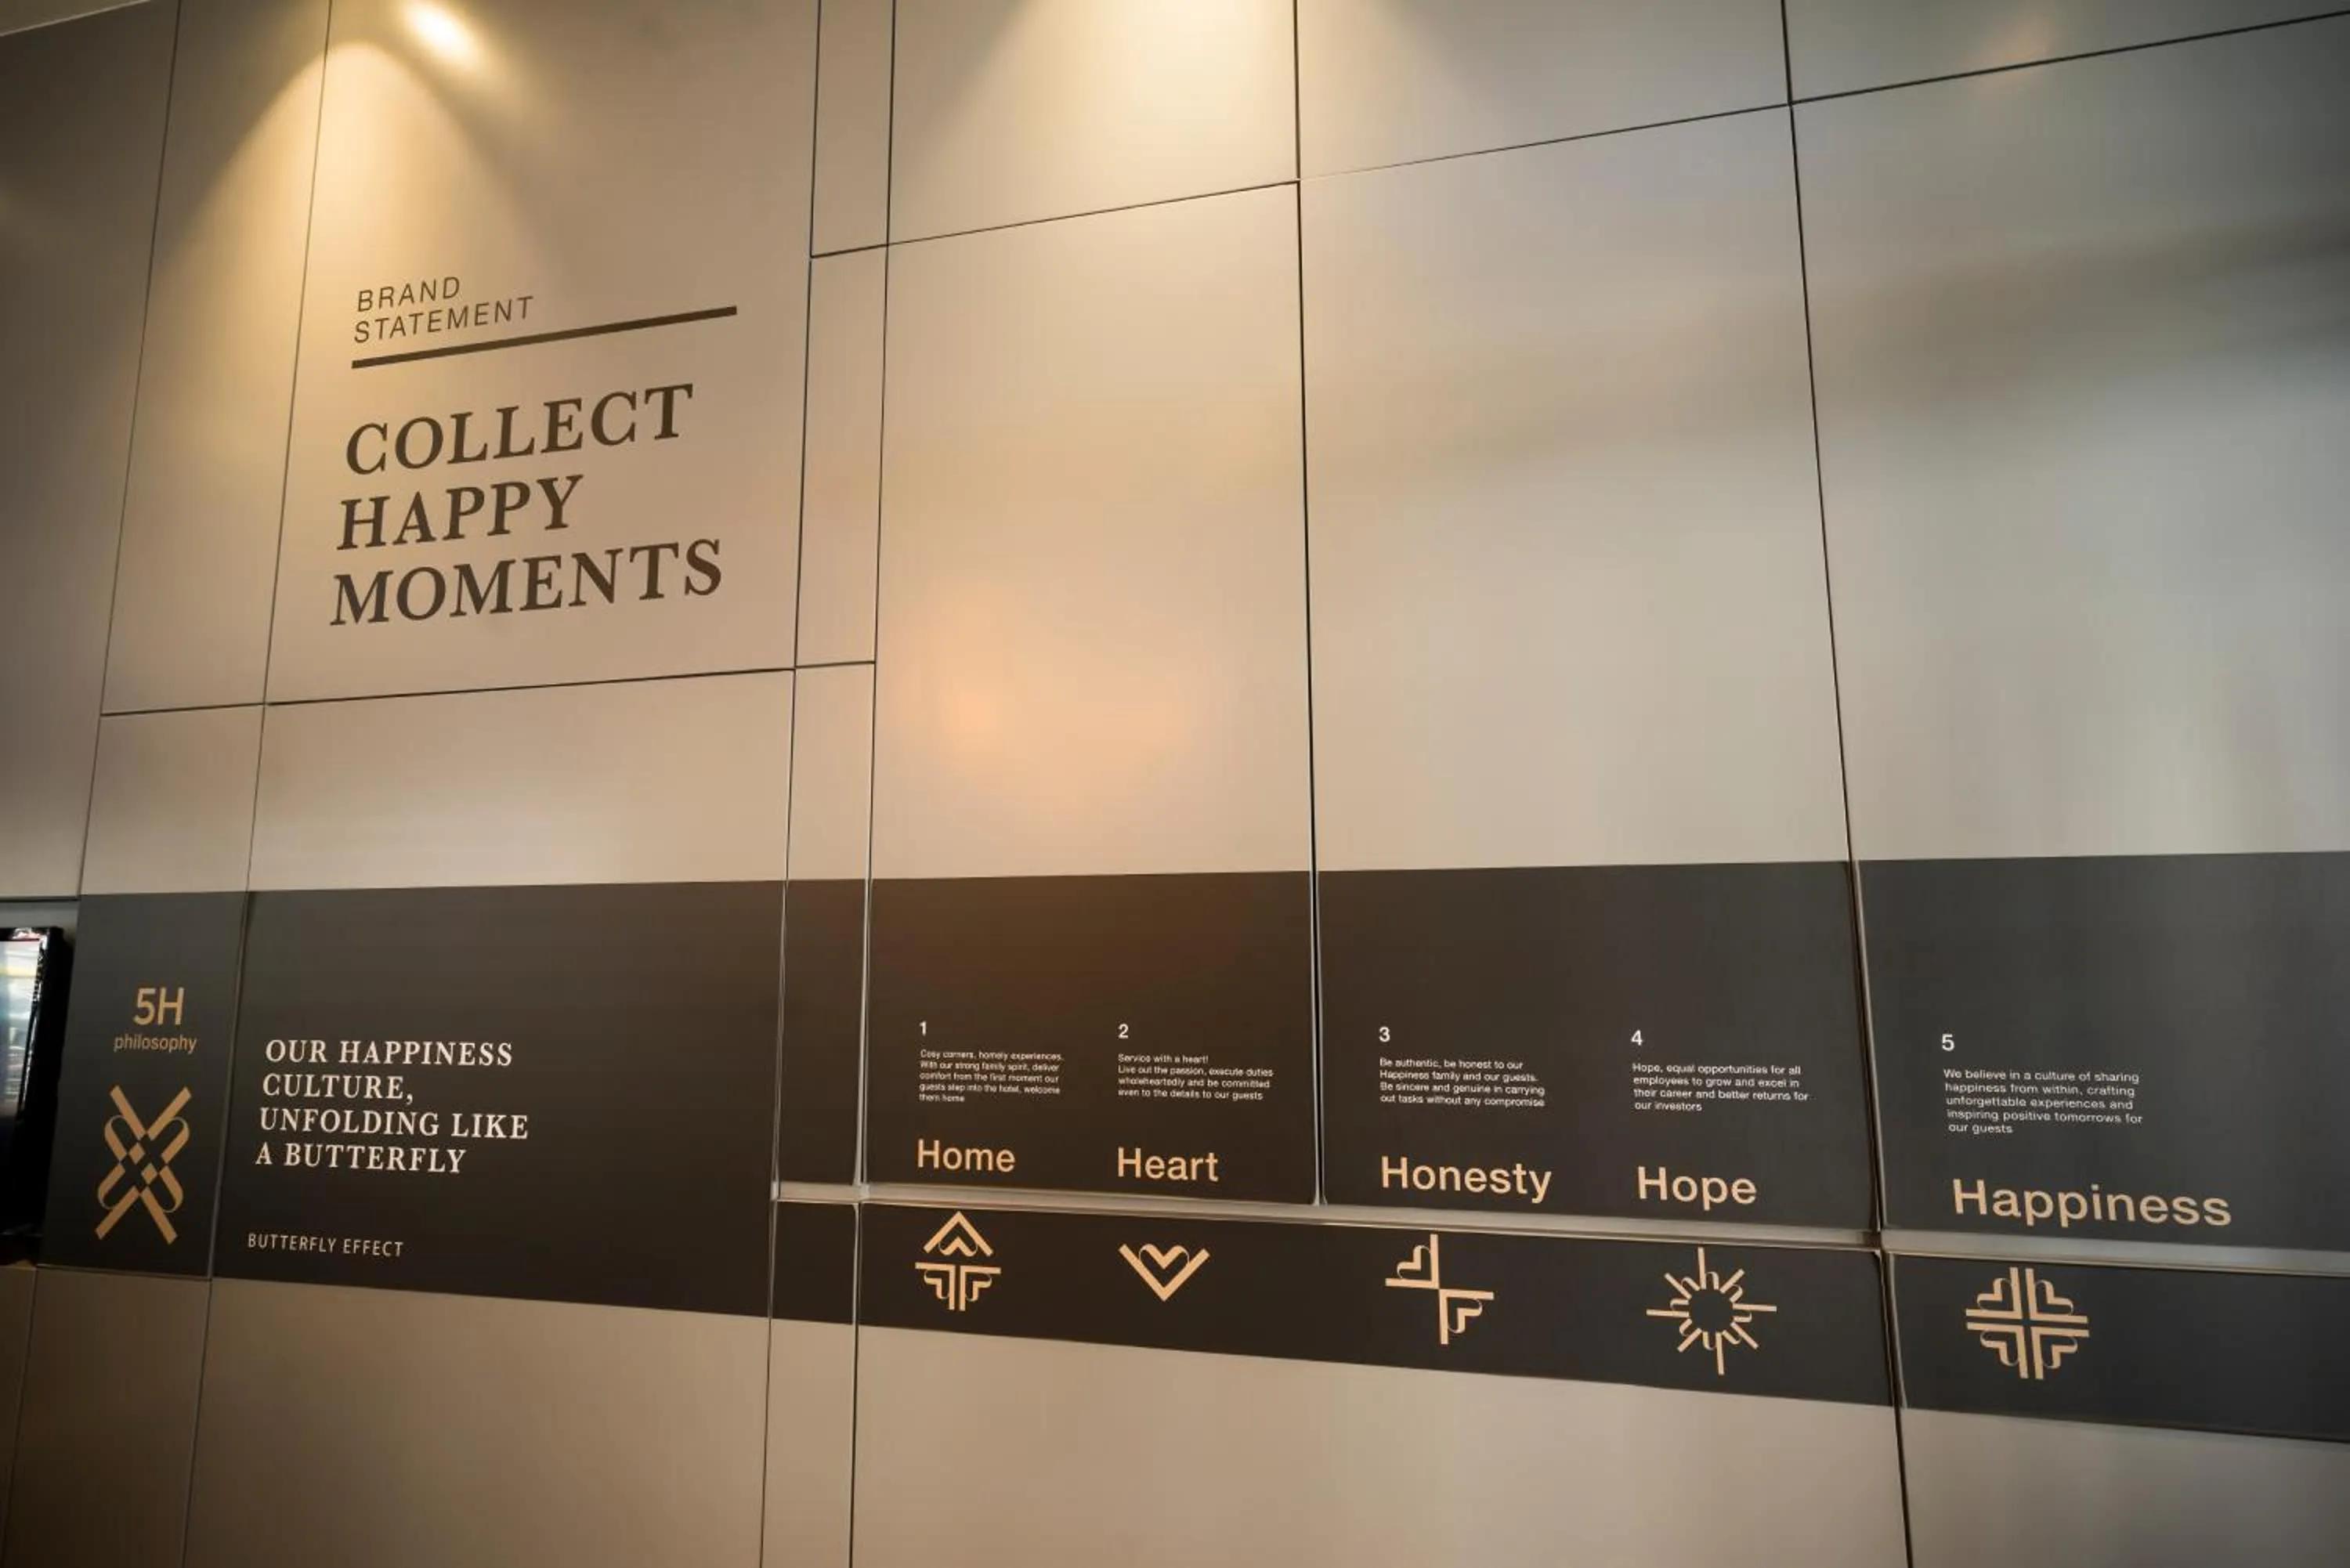 BRAND
STATEMENT
COLLECT
HAPPY
MOMENTS
5H
philosophy
OUR HAPPINESS
CULTURE,
UNFOLDING LIKE
A BUTTERFLY
BUTTERFLY EFFECT
1
Cosy corners, homely experiences.
With our strong family spirit, deliver
comfort from the first moment our
guests step into the hotel, welcome
them home
Home
2
Service with a heart!
Live out the passion, execute duties
wholeheartedly and be committed
even to the details to our guests
Heart
3
Be authentic, be honest to our
Happiness family and our guests.
Be sincere and genuine in carrying
out tasks without any compromise
Honesty
4
Hope, equal opportunities for all
employees to grow and excel in
their career and better returns for
our investors
Hope
5
We believe in a culture of sharing
happiness from within, crafting
unforgettable experiences and
inspiring positive tomorrows for
our guests
Happiness